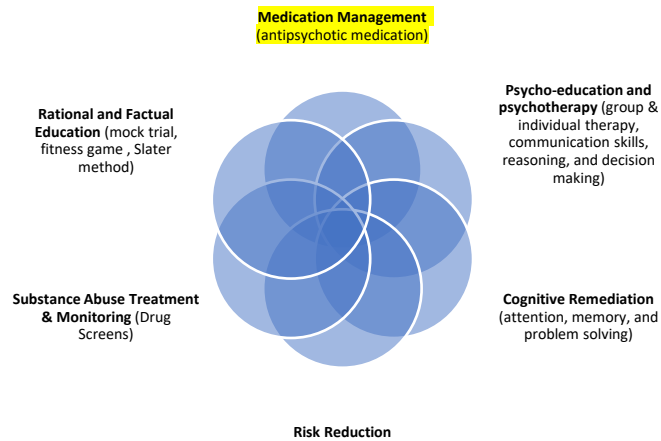 Medication Management
(antipsychotic medication)
Psycho-education and
psychotherapy (group &
individual therapy,
communication skills,
reasoning, and decision
making)
Cognitive Remediation
(attention, memory, and
problem solving)
Risk Reduction
Substance Abuse Treatment
& Monitoring (Drug
Screens)
Rational and Factual
Education (mock trial,
fitness game , Slater
method)